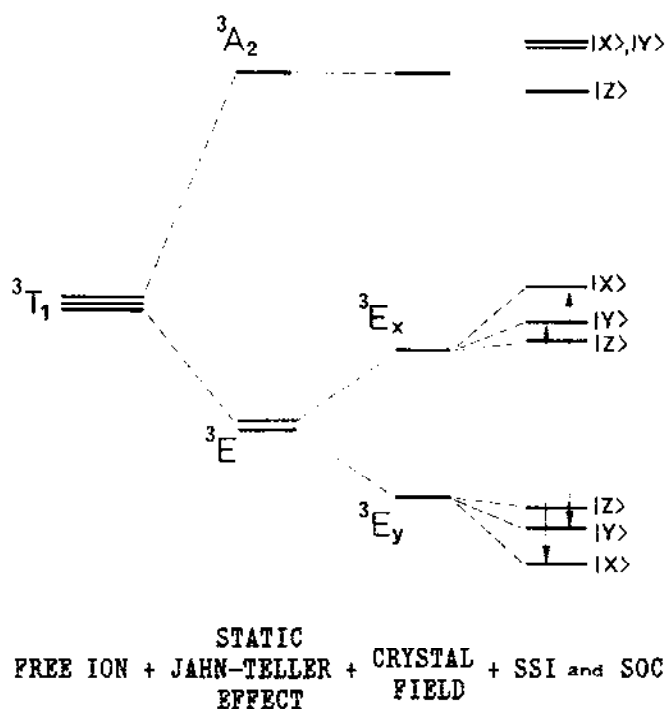 ³A₂
|X⟩,|Y⟩
|Z⟩
³T₁
³Eₓ
|X⟩
|Y⟩
|Z⟩
³E
³Eᵧ
|Z⟩
|Y⟩
|X⟩
FREE ION + STATIC JAHN-TELLER EFFECT + CRYSTAL FIELD + SSI and SOC